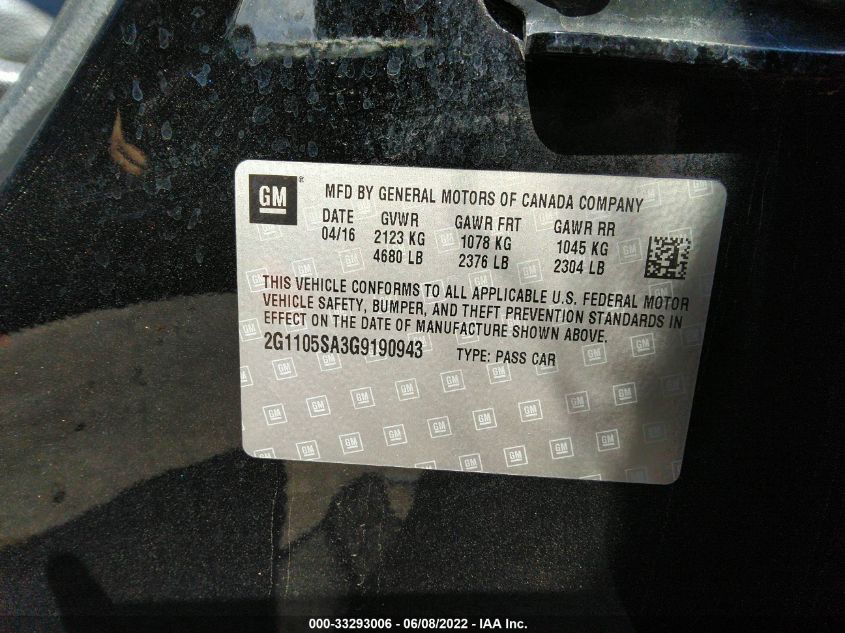 GM ® MFD BY GENERAL MOTORS OF CANADA COMPANY
DATE GVWR GAWR FRT GAWR RR
04/16 2123 KG 1078 KG 1045 KG
4680 LB 2376 LB 2304 LB
THIS VEHICLE CONFORMS TO ALL APPLICABLE U.S. FEDERAL MOTOR
VEHICLE SAFETY, BUMPER, AND THEFT PREVENTION STANDARDS IN
EFFECT ON THE DATE OF MANUFACTURE SHOWN ABOVE.
2G1105SA3G9190943 TYPE: PASS CAR
000-33293006 - 06/08/2022 - IAA Inc.